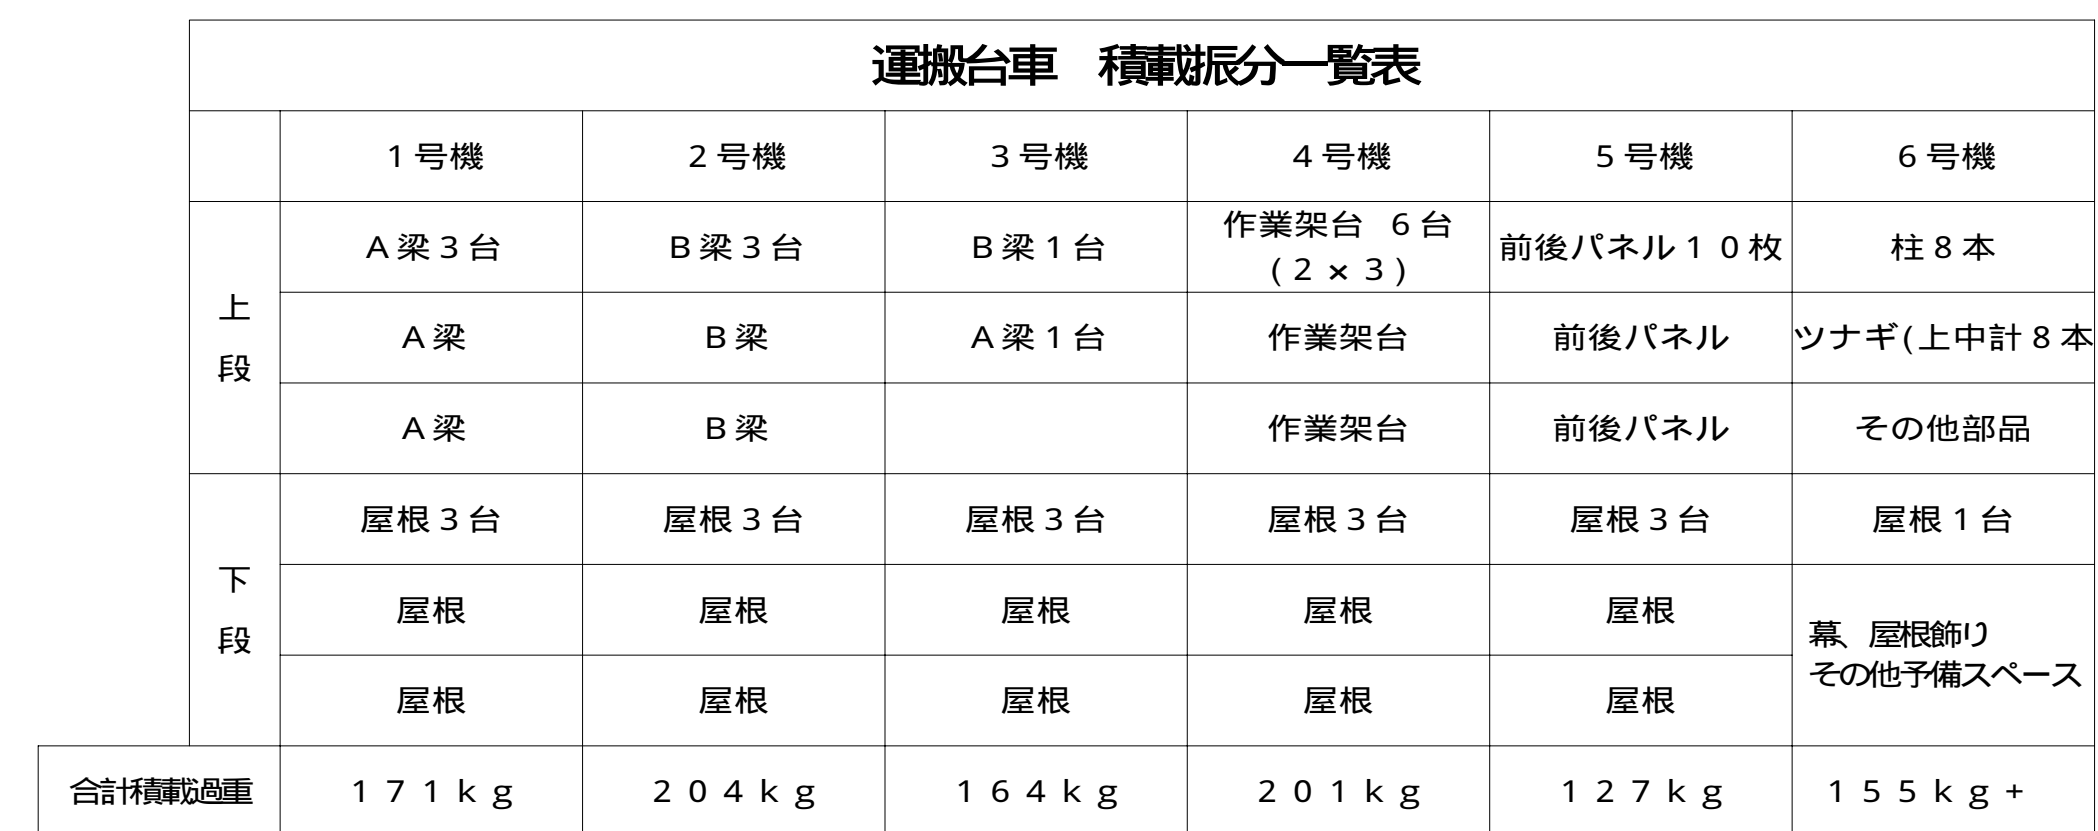 運搬台車　積載振分一覧表
1号機 2号機 3号機 4号機 5号機 6号機
上段
A梁3台 B梁3台 B梁1台 作業架台　6台 前後パネル１０枚 柱8本
(２×３)
A梁 B梁 A梁1台 作業架台 前後パネル ツナギ(上中計8本
A梁 B梁 作業架台 前後パネル その他部品
下段
屋根3台 屋根3台 屋根3台 屋根3台 屋根3台 屋根1台
屋根 屋根 屋根 屋根 屋根
幕、屋根飾り
その他予備スペース
屋根 屋根 屋根 屋根 屋根
合計積載過重 １７１ｋｇ ２０４ｋｇ １６４ｋｇ ２０１ｋｇ １２７ｋｇ １５５ｋｇ+